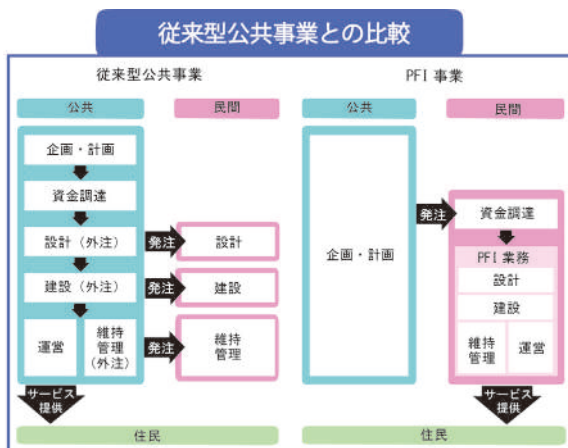 従来型公共事業との比較
従来型公共事業
公共
民間
企画・計画
資金調達
設計（外注）
発注
設計
建設（外注）
発注
建設
運営
維持
管理
（外注）
発注
維持
管理
サービス
提供
PFI 事業
公共
民間
企画・計画
発注
資金調達
PFI 業務
設計
建設
維持
管理
運営
サービス
提供
住民
住民